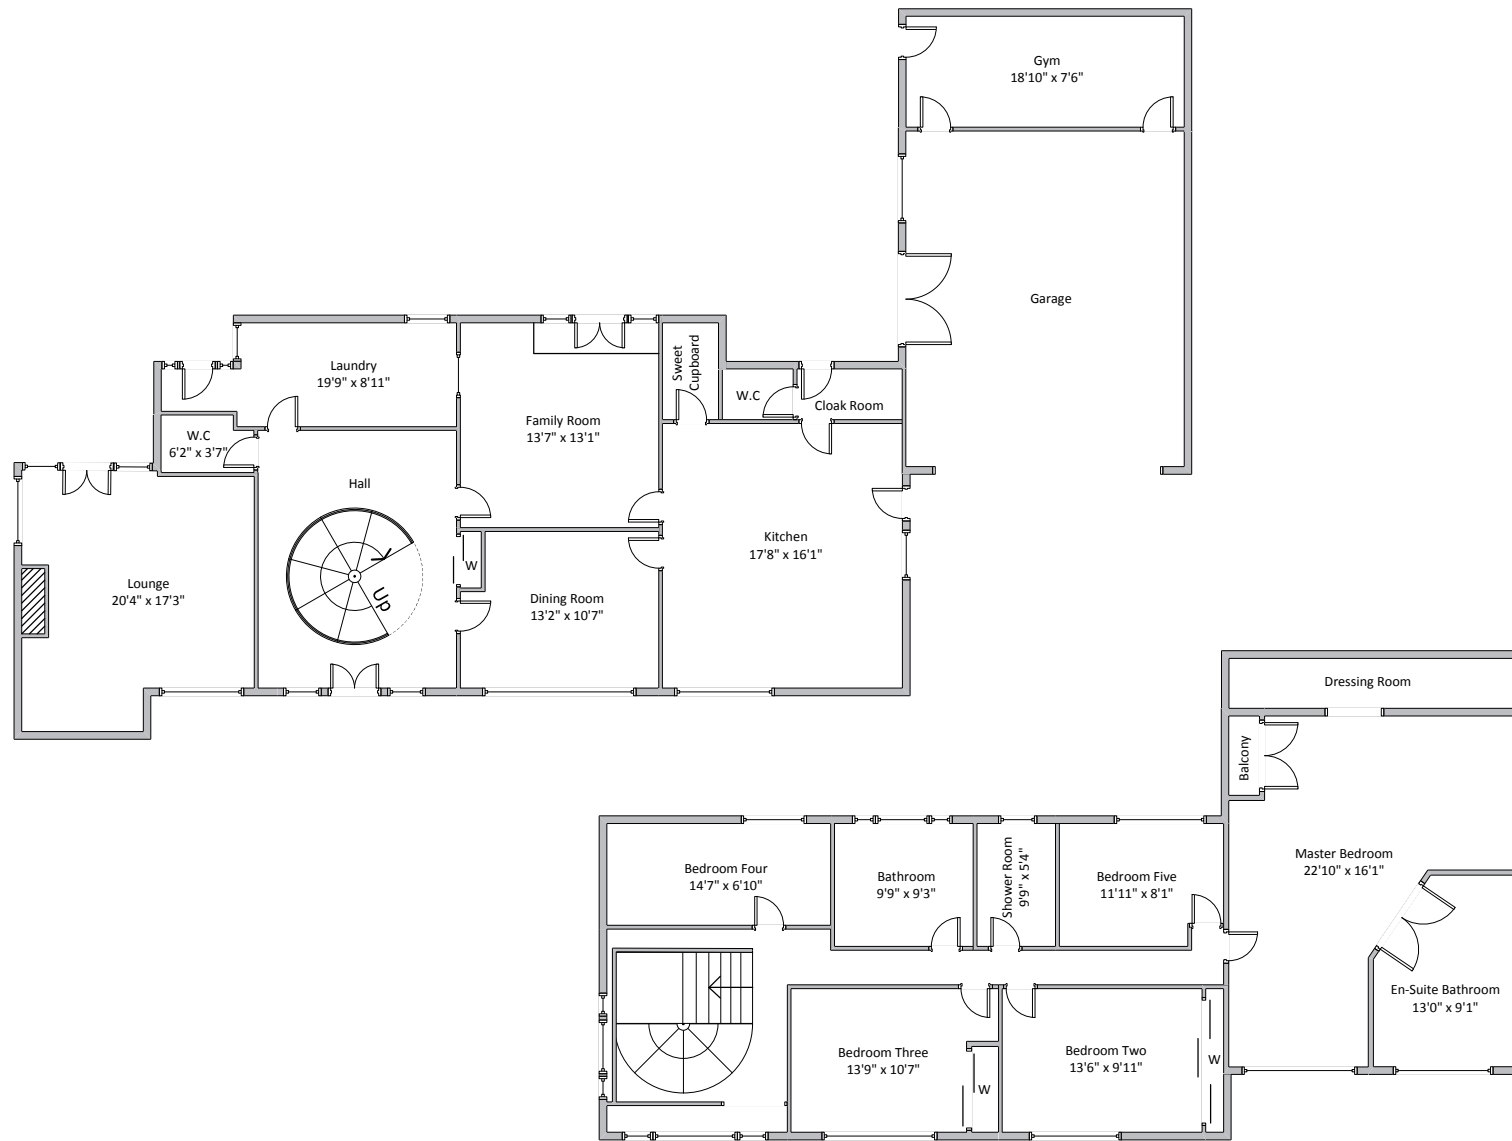 Gym
18'10" x 7'6"
Garage
Sweet
Cupboard
Laundry
19'9" x 8'11"
W.C
Cloak Room
Family Room
13'7" x 13'1"
W.C
6'2" x 3'7"
Hall
Kitchen
17'8" x 16'1"
W
Lounge
20'4" x 17'3"
Up
Dining Room
13'2" x 10'7"
Dressing Room
Balcony
Master Bedroom
22'10" x 16'1"
Bedroom Four
14'7" x 6'10"
Bathroom
9'9" x 9'3"
Shower Room
9'9" x 5'4"
Bedroom Five
11'11" x 8'1"
En-Suite Bathroom
13'0" x 9'1"
Bedroom Three
13'9" x 10'7"
W
Bedroom Two
13'6" x 9'11"
W